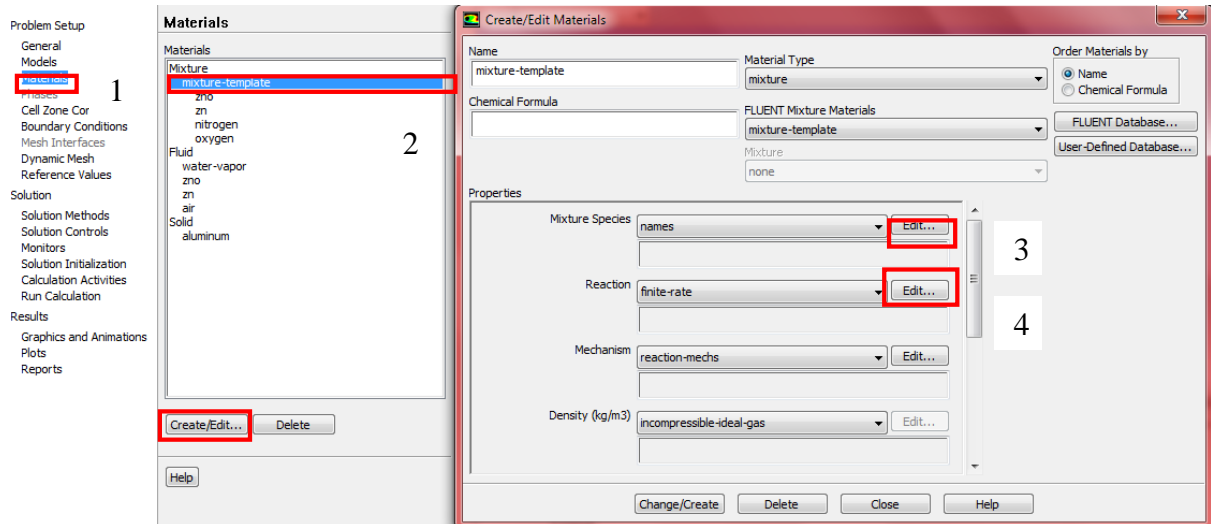 Problem Setup
General
Models
Materials
Phases
Cell Zone Cor
Boundary Conditions
Mesh Interfaces
Dynamic Mesh
Reference Values
Solution
Solution Methods
Solution Controls
Monitors
Solution Initialization
Calculation Activities
Run Calculation
Results
Graphics and Animations
Plots
Reports
1
Materials
Materials
Mixture
mixture-template
zno
zn
nitrogen
oxygen
Fluid
water-vapor
zno
zn
air
Solid
aluminum
2
Create/Edit... Delete
Help
Create/Edit Materials
Name
mixture-template
Chemical Formula
Material Type
mixture
FLUENT Mixture Materials
mixture-template
Mixture
none
Order Materials by
Name
Chemical Formula
FLUENT Database...
User-Defined Database...
Properties
Mixture Species names Edit...
3
Reaction finite-rate Edit...
4
Mechanism reaction-mechs Edit...
Density (kg/m3) incompressible-ideal-gas Edit...
Change/Create Delete Close Help